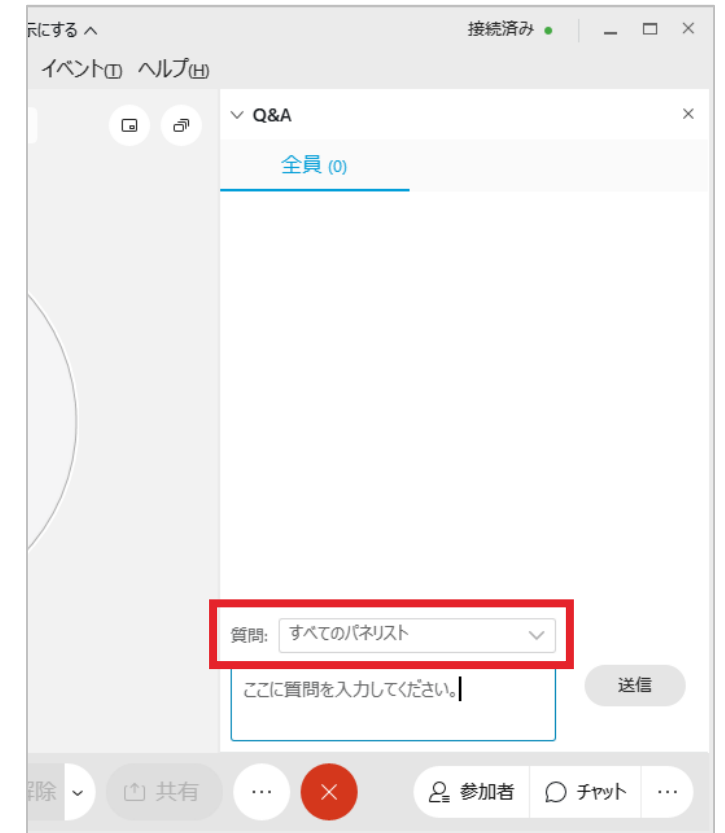 示にする
接続済み
イベント(T) ヘルプ(H)
Q&A
全員 (0)
質問: すべてのパネリスト
ここに質問を入力してください。
送信
解除 共有 ... 参加者 チャット ...